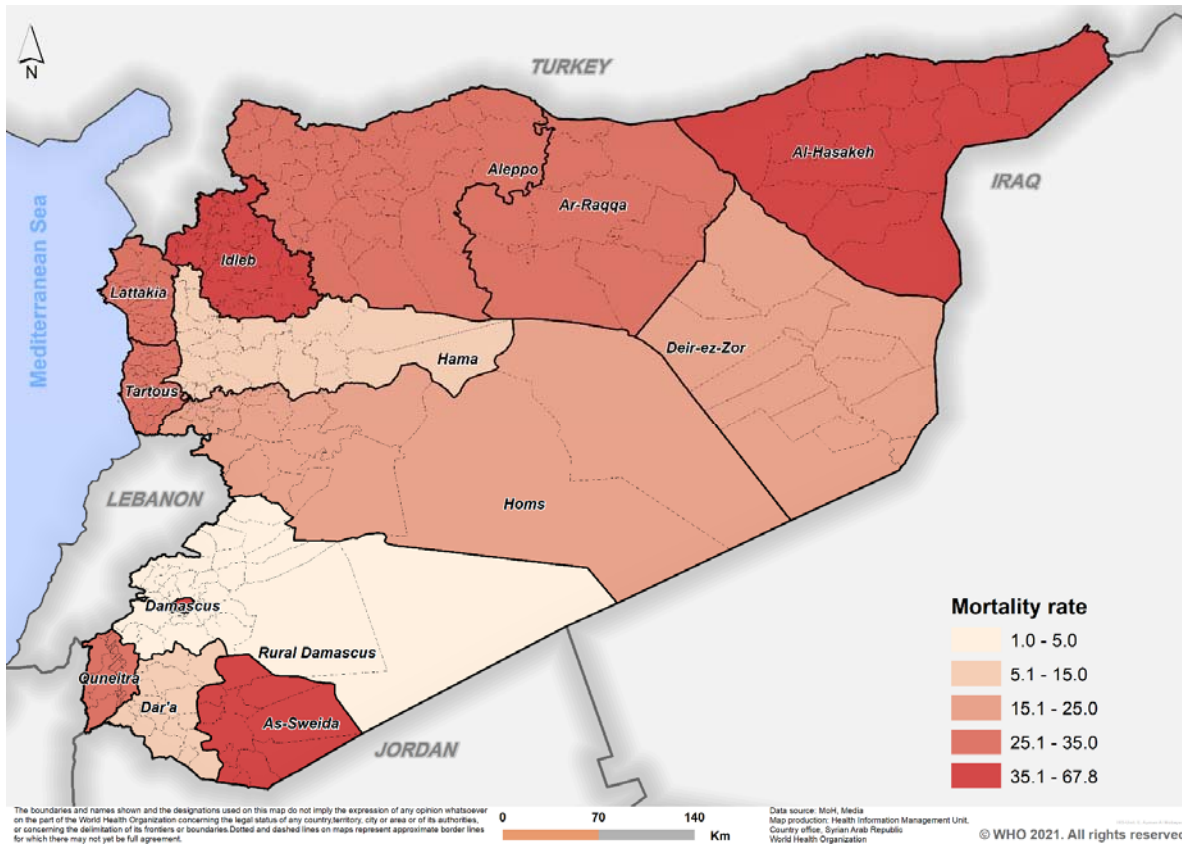 N
TURKEY
Mediterranean Sea
Al-Hasakeh
IRAQ
Aleppo
Ar-Raqqa
Idleb
Lattakia
Deir-ez-Zor
Hama
Tartous
LEBANON
Homs
Damascus
Rural Damascus
Quneitra
Dar'a
As-Sweida
JORDAN
Mortality rate
1.0 - 5.0
5.1 - 15.0
15.1 - 25.0
25.1 - 35.0
35.1 - 67.8
The boundaries and names shown and the designations used on this map do not imply the expression of any opinion whatsoever
on the part of the World Health Organization concerning the legal status of any country,territory, city or area or of its authorities,
or concerning the delimitation of its frontiers or boundaries.Dotted and dashed lines on maps represent approximate border lines
for which there may not yet be full agreement.
0 70 140
Km
Data source: MoH, Media
Map production: Health Information Management Unit.
Country office, Syrian Arab Republic
World Health Organization
© WHO 2021. All rights reserved